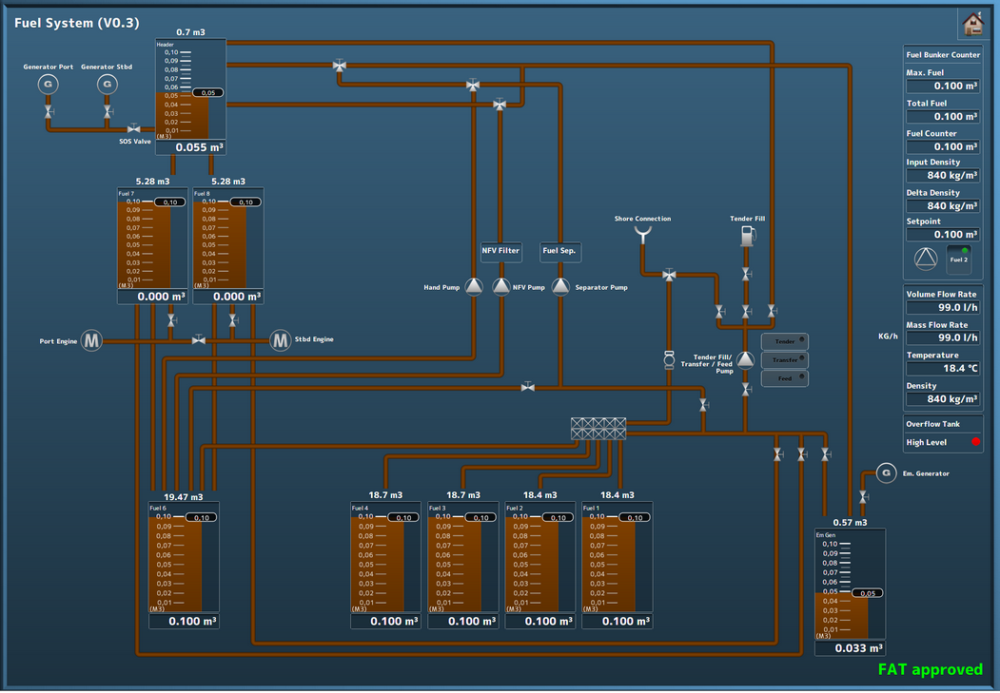 Fuel System (V0.3)
0.7 m3
Header
0,10
0,09
0,08
0,07
0,06
0,05
0,04
0,03
0,02
0,01
(M3)
0,05
0.055 m³
Generator Port
Generator Stbd
G
G
SOS Valve
5.28 m3
5.28 m3
Fuel 7
0,10
0,09
0,08
0,07
0,06
0,05
0,04
0,03
0,02
0,01
(M3)
0,10
0.000 m³
Fuel 8
0,10
0,09
0,08
0,07
0,06
0,05
0,04
0,03
0,02
0,01
(M3)
0,10
0.000 m³
Port Engine
M
M
Stbd Engine
NFV Filter
Fuel Sep.
Hand Pump
NFV Pump
Separator Pump
Shore Connection
Tender Fill
Tender Fill/
Transfer / Feed
Pump
Tender
Transfer
Feed
KG/h
Fuel Bunker Counter
Max. Fuel
0.100 m³
Total Fuel
0.100 m³
Fuel Counter
0.100 m³
Input Density
840 kg/m³
Delta Density
840 kg/m³
Setpoint
0.100 m³
Fuel 2
Volume Flow Rate
99.0 l/h
Mass Flow Rate
99.0 l/h
Temperature
18.4 °C
Density
840 kg/m³
Overflow Tank
High Level
G
Em. Generator
19.47 m3
Fuel 6
0,10
0,09
0,08
0,07
0,06
0,05
0,04
0,03
0,02
0,01
(M3)
0,10
0.100 m³
18.7 m3
Fuel 4
0,10
0,09
0,08
0,07
0,06
0,05
0,04
0,03
0,02
0,01
(M3)
0,10
0.100 m³
18.7 m3
Fuel 3
0,10
0,09
0,08
0,07
0,06
0,05
0,04
0,03
0,02
0,01
(M3)
0,10
0.100 m³
18.4 m3
Fuel 2
0,10
0,09
0,08
0,07
0,06
0,05
0,04
0,03
0,02
0,01
(M3)
0,10
0.100 m³
18.4 m3
Fuel 1
0,10
0,09
0,08
0,07
0,06
0,05
0,04
0,03
0,02
0,01
(M3)
0,10
0.100 m³
0.57 m3
Em Gen
0,10
0,09
0,08
0,07
0,06
0,05
0,04
0,03
0,02
0,01
(M3)
0,05
0.033 m³
FAT approved